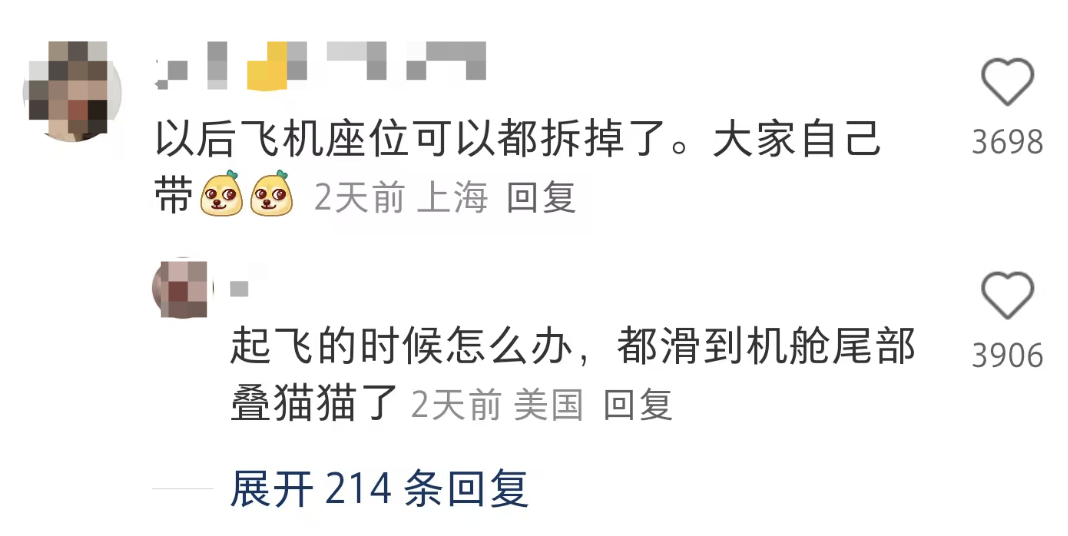 以后飞机座位可以都拆掉了。大家自己
3698
带 2天前 上海 回复
起飞的时候怎么办，都滑到机舱尾部
3906
叠猫猫了 2天前 美国 回复
展开 214 条回复